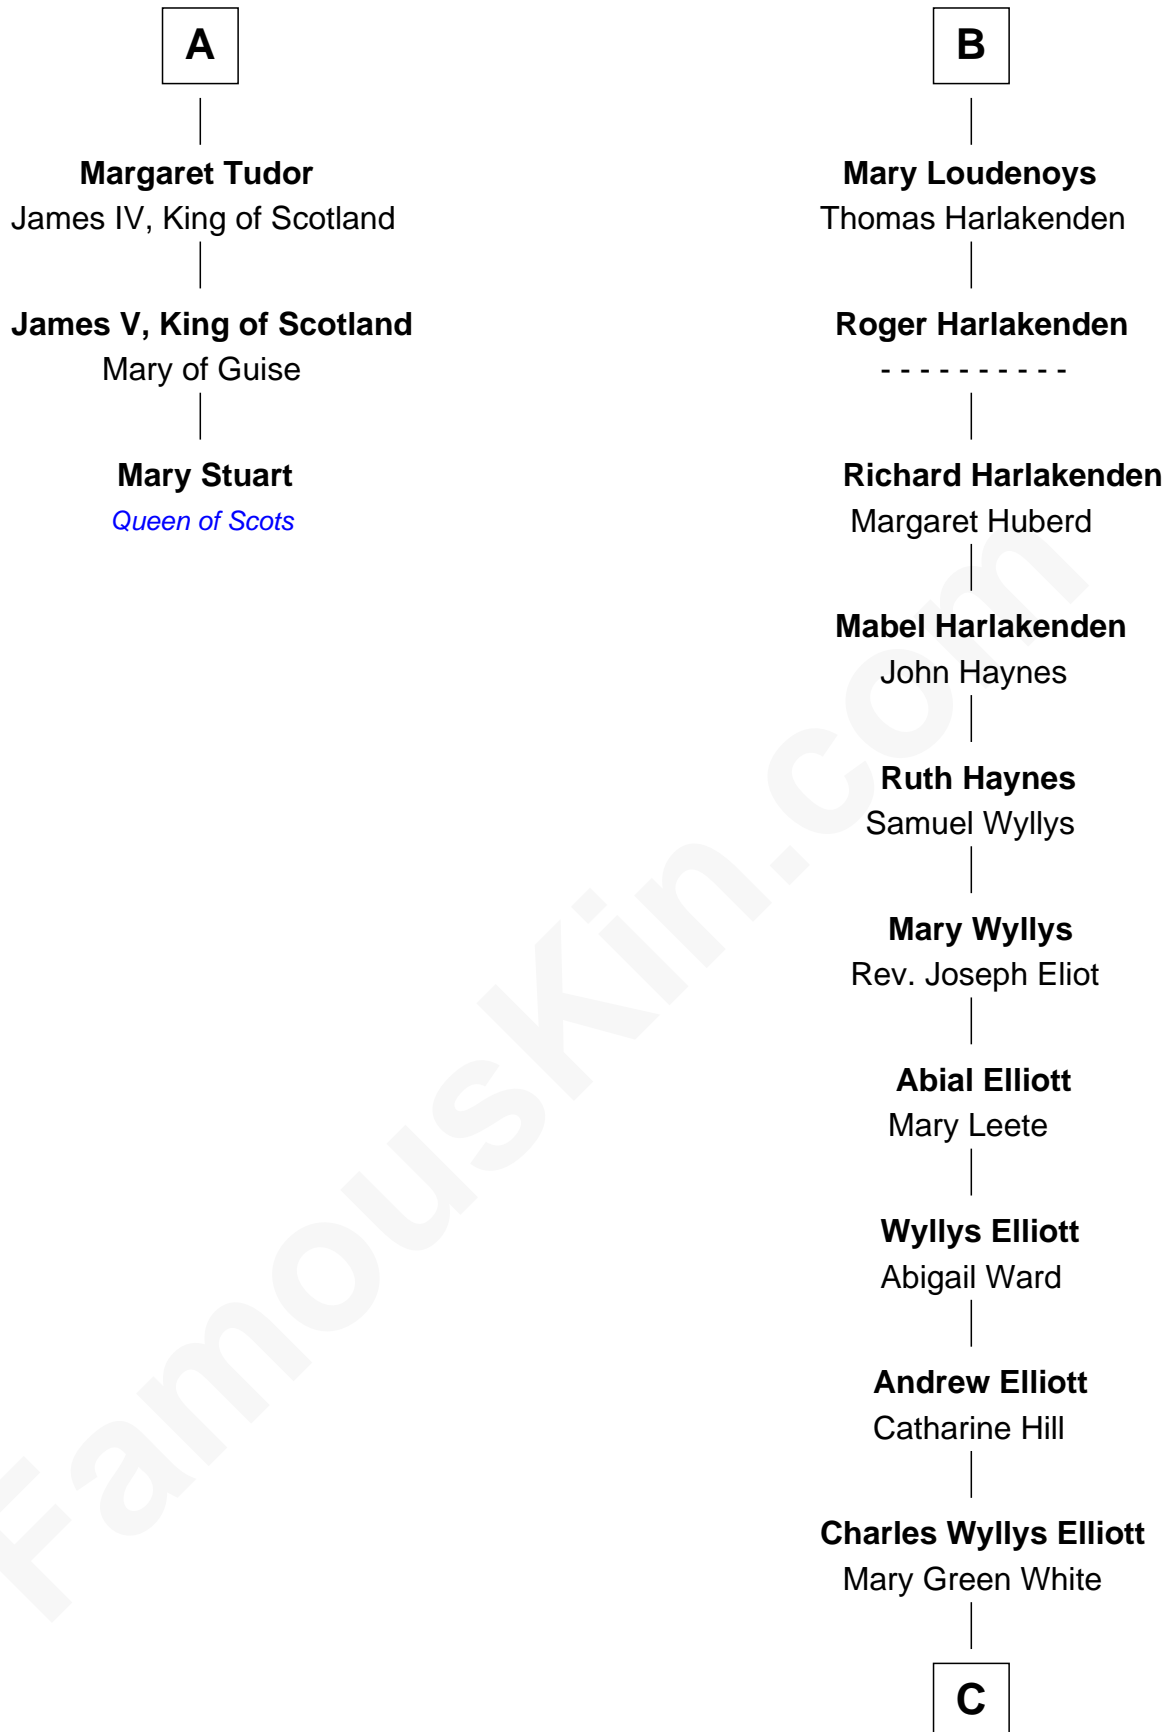 A
Margaret Tudor
James IV, King of Scotland
James V, King of Scotland
Mary of Guise
Mary Stuart
Queen of Scots
B
Mary Loudenoys
Thomas Harlakenden
Roger Harlakenden
- - - - - - - - - -
Richard Harlakenden
Margaret Huberd
Mabel Harlakenden
John Haynes
Ruth Haynes
Samuel Wyllys
Mary Wyllys
Rev. Joseph Eliot
Abial Elliott
Mary Leete
Wyllys Elliott
Abigail Ward
Andrew Elliott
Catharine Hill
Charles Wyllys Elliott
Mary Green White
C
FamousKin.com